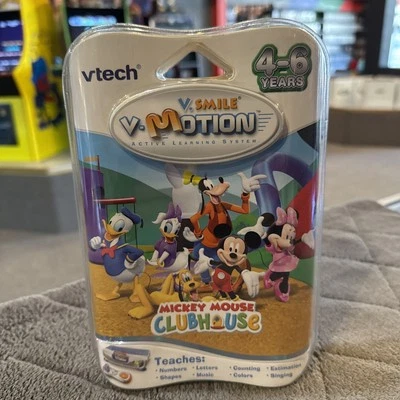 vtech
4-6
YEARS
V.SMILE
V-MOTION™
ACTIVE LEARNING SYSTEM
MICKEY MOUSE
CLUBHOUSE
Teaches:
• Numbers • Letters • Counting • Estimation
• Shapes • Music • Colors • Singing